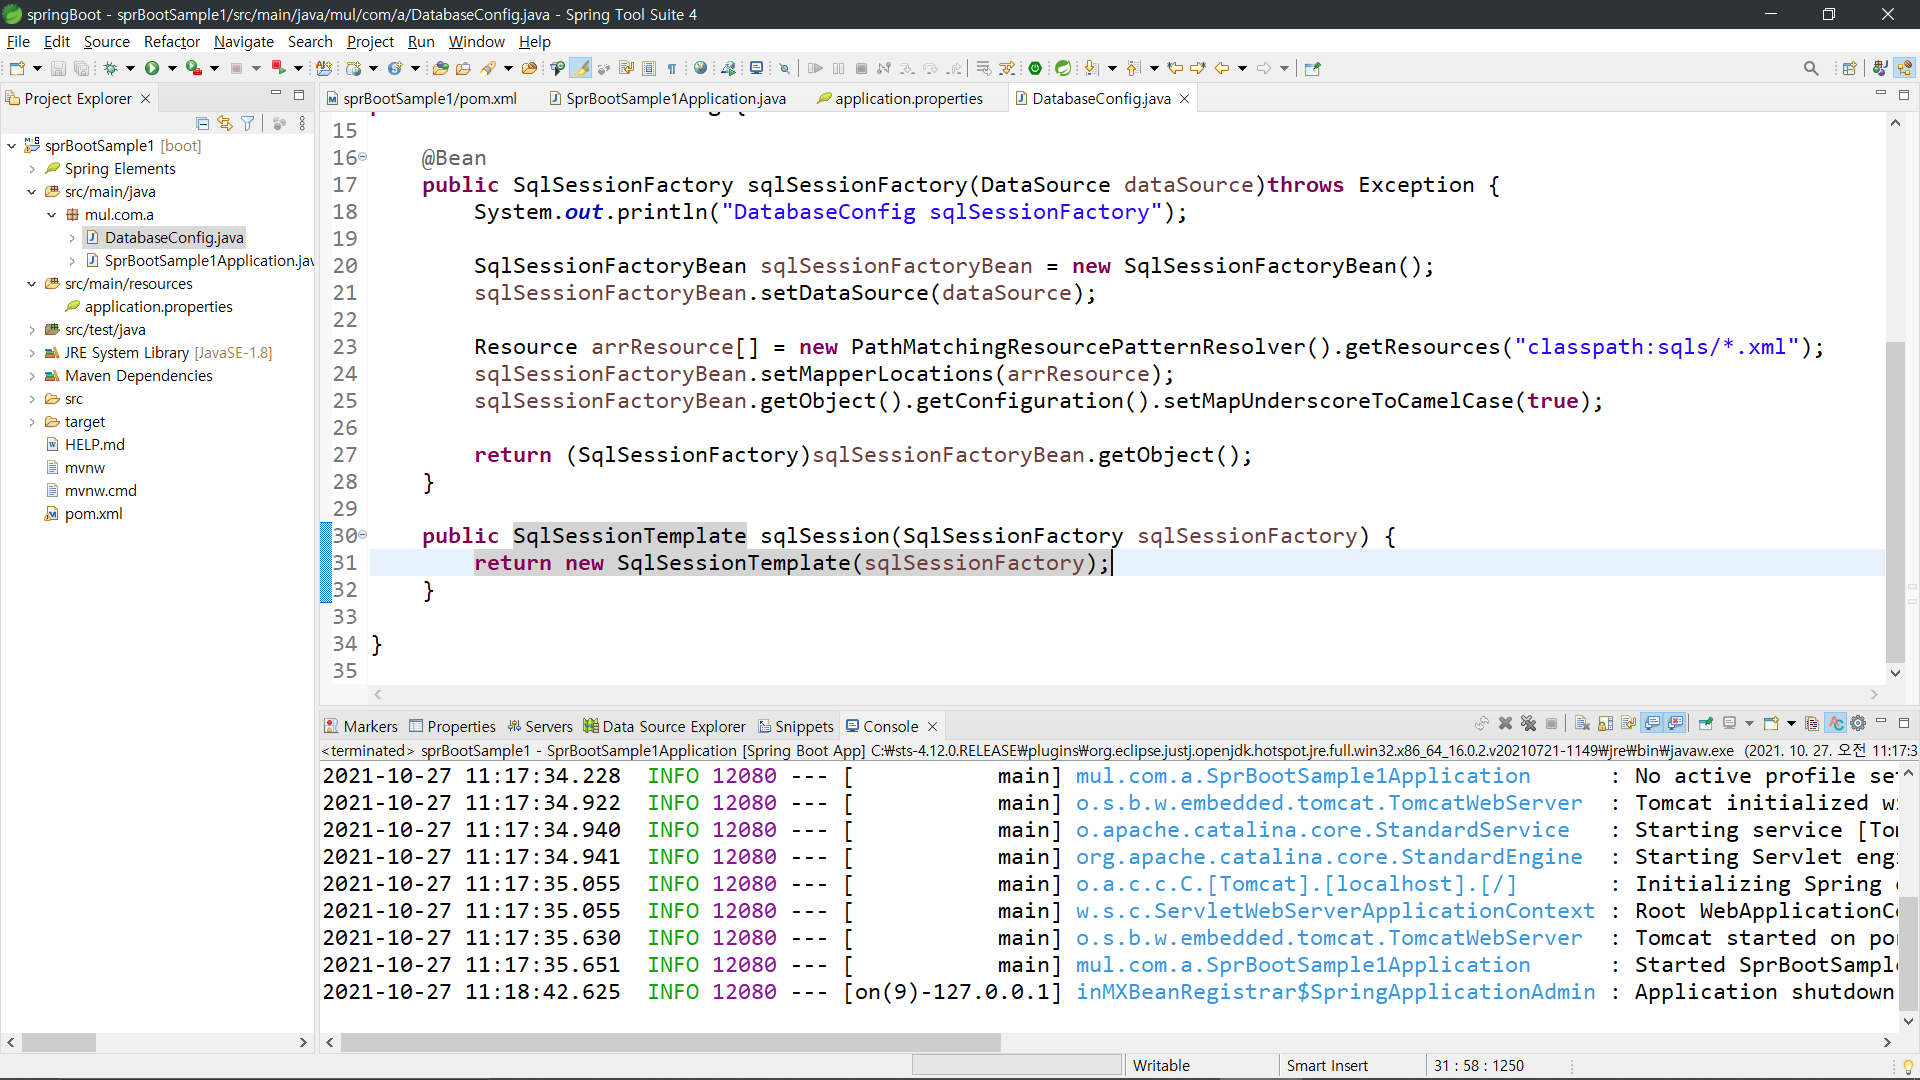 springBoot - sprBootSample1/src/main/java/mul/com/a/DatabaseConfig.java - Spring Tool Suite 4
File Edit Source Refactor Navigate Search Project Run Window Help
Project Explorer
sprBootSample1 [boot]
Spring Elements
src/main/java
mul.com.a
DatabaseConfig.java
SprBootSample1Application.jav
src/main/resources
application.properties
src/test/java
JRE System Library [JavaSE-1.8]
Maven Dependencies
src
target
HELP.md
mvnw
mvnw.cmd
pom.xml
sprBootSample1/pom.xml SprBootSample1Application.java application.properties DatabaseConfig.java
15
16 @Bean
17 public SqlSessionFactory sqlSessionFactory(DataSource dataSource)throws Exception {
18 System.out.println("DatabaseConfig sqlSessionFactory");
19
20 SqlSessionFactoryBean sqlSessionFactoryBean = new SqlSessionFactoryBean();
21 sqlSessionFactoryBean.setDataSource(dataSource);
22
23 Resource arrResource[] = new PathMatchingResourcePatternResolver().getResources("classpath:sqls/*.xml");
24 sqlSessionFactoryBean.setMapperLocations(arrResource);
25 sqlSessionFactoryBean.getObject().getConfiguration().setMapUnderscoreToCamelCase(true);
26
27 return (SqlSessionFactory)sqlSessionFactoryBean.getObject();
28 }
29
30 public SqlSessionTemplate sqlSession(SqlSessionFactory sqlSessionFactory) {
31 return new SqlSessionTemplate(sqlSessionFactory);
32 }
33
34 }
35
Markers Properties Servers Data Source Explorer Snippets Console
<terminated> sprBootSample1 - SprBootSample1Application [Spring Boot App] C:₩sts-4.12.0.RELEASE₩plugins₩org.eclipse.justj.openjdk.hotspot.jre.full.win32.x86_64_16.0.2.v20210721-1149₩jre₩bin₩javaw.exe (2021. 10. 27. 오전 11:17:3
2021-10-27 11:17:34.228 INFO 12080 --- [ main] mul.com.a.SprBootSample1Application : No active profile se
2021-10-27 11:17:34.922 INFO 12080 --- [ main] o.s.b.w.embedded.tomcat.TomcatWebServer : Tomcat initialized w
2021-10-27 11:17:34.940 INFO 12080 --- [ main] o.apache.catalina.core.StandardService : Starting service [To
2021-10-27 11:17:34.941 INFO 12080 --- [ main] org.apache.catalina.core.StandardEngine : Starting Servlet eng
2021-10-27 11:17:35.055 INFO 12080 --- [ main] o.a.c.c.C.[Tomcat].[localhost].[/] : Initializing Spring
2021-10-27 11:17:35.055 INFO 12080 --- [ main] w.s.c.ServletWebServerApplicationContext : Root WebApplicationC
2021-10-27 11:17:35.630 INFO 12080 --- [ main] o.s.b.w.embedded.tomcat.TomcatWebServer : Tomcat started on po
2021-10-27 11:17:35.651 INFO 12080 --- [ main] mul.com.a.SprBootSample1Application : Started SprBootSampl
2021-10-27 11:18:42.625 INFO 12080 --- [on(9)-127.0.0.1] inMXBeanRegistrar$SpringApplicationAdmin : Application shutdown
Writable Smart Insert 31 : 58 : 1250